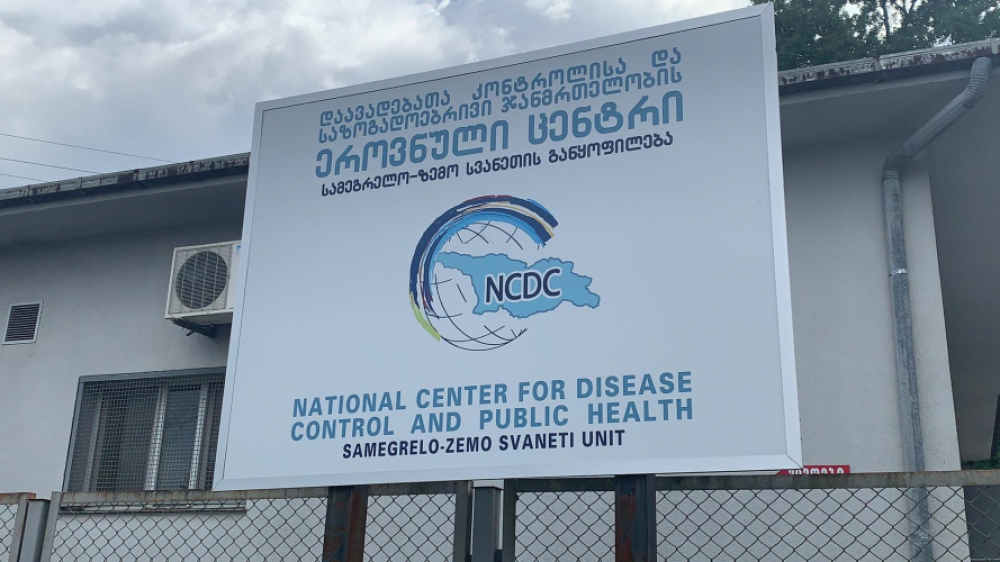 დაავადებათა კონტროლისა და
საზოგადოებრივი ჯანმრთელობის
ეროვნული ცენტრი
სამეგრელო-ზემო სვანეთის განყოფილება
NCDC
NATIONAL CENTER FOR DISEASE
CONTROL AND PUBLIC HEALTH
SAMEGRELO-ZEMO SVANETI UNIT